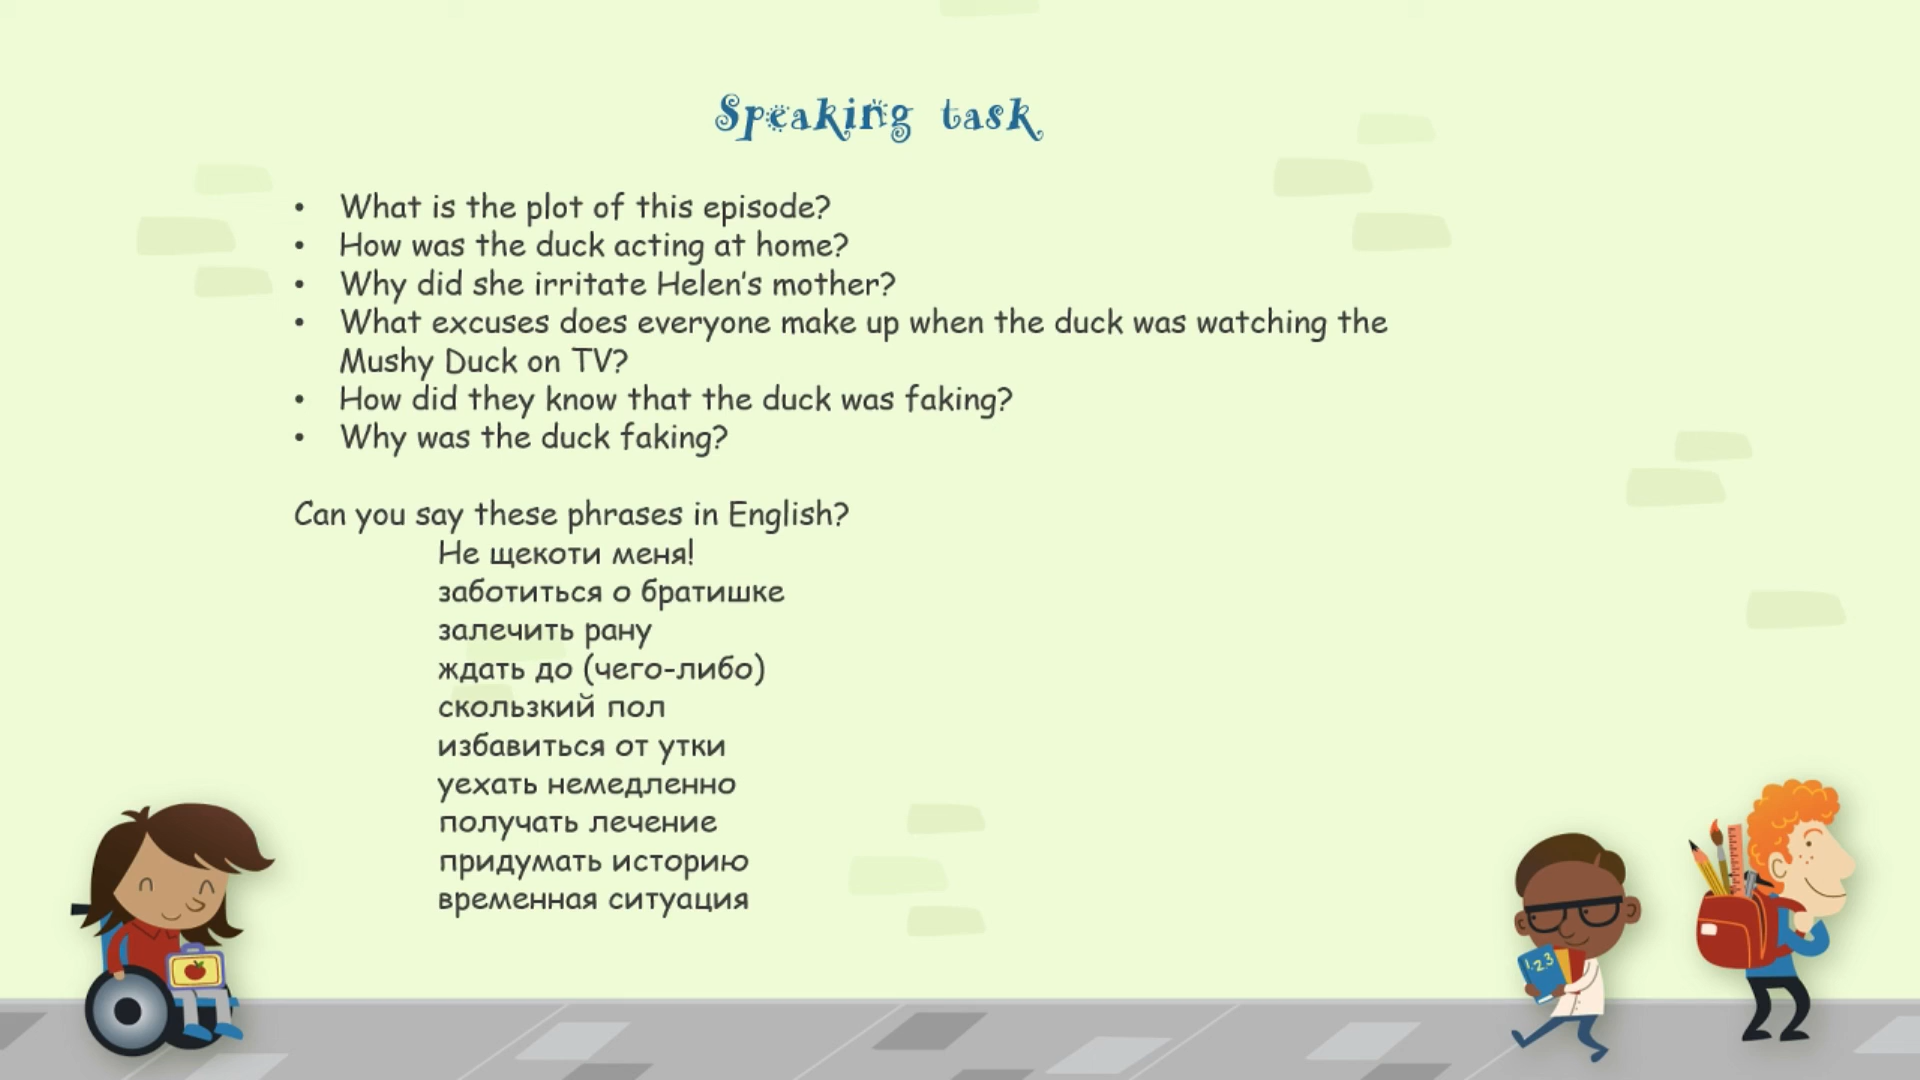 Speaking task
• What is the plot of this episode?
• How was the duck acting at home?
• Why did she irritate Helen's mother?
• What excuses does everyone make up when the duck was watching the
Mushy Duck on TV?
• How did they know that the duck was faking?
• Why was the duck faking?
Can you say these phrases in English?
Не щекоти меня!
заботиться о братишке
залечить рану
ждать до (чего-либо)
скользкий пол
избавиться от утки
уехать немедленно
получать лечение
придумать историю
временная ситуация
1.2.3